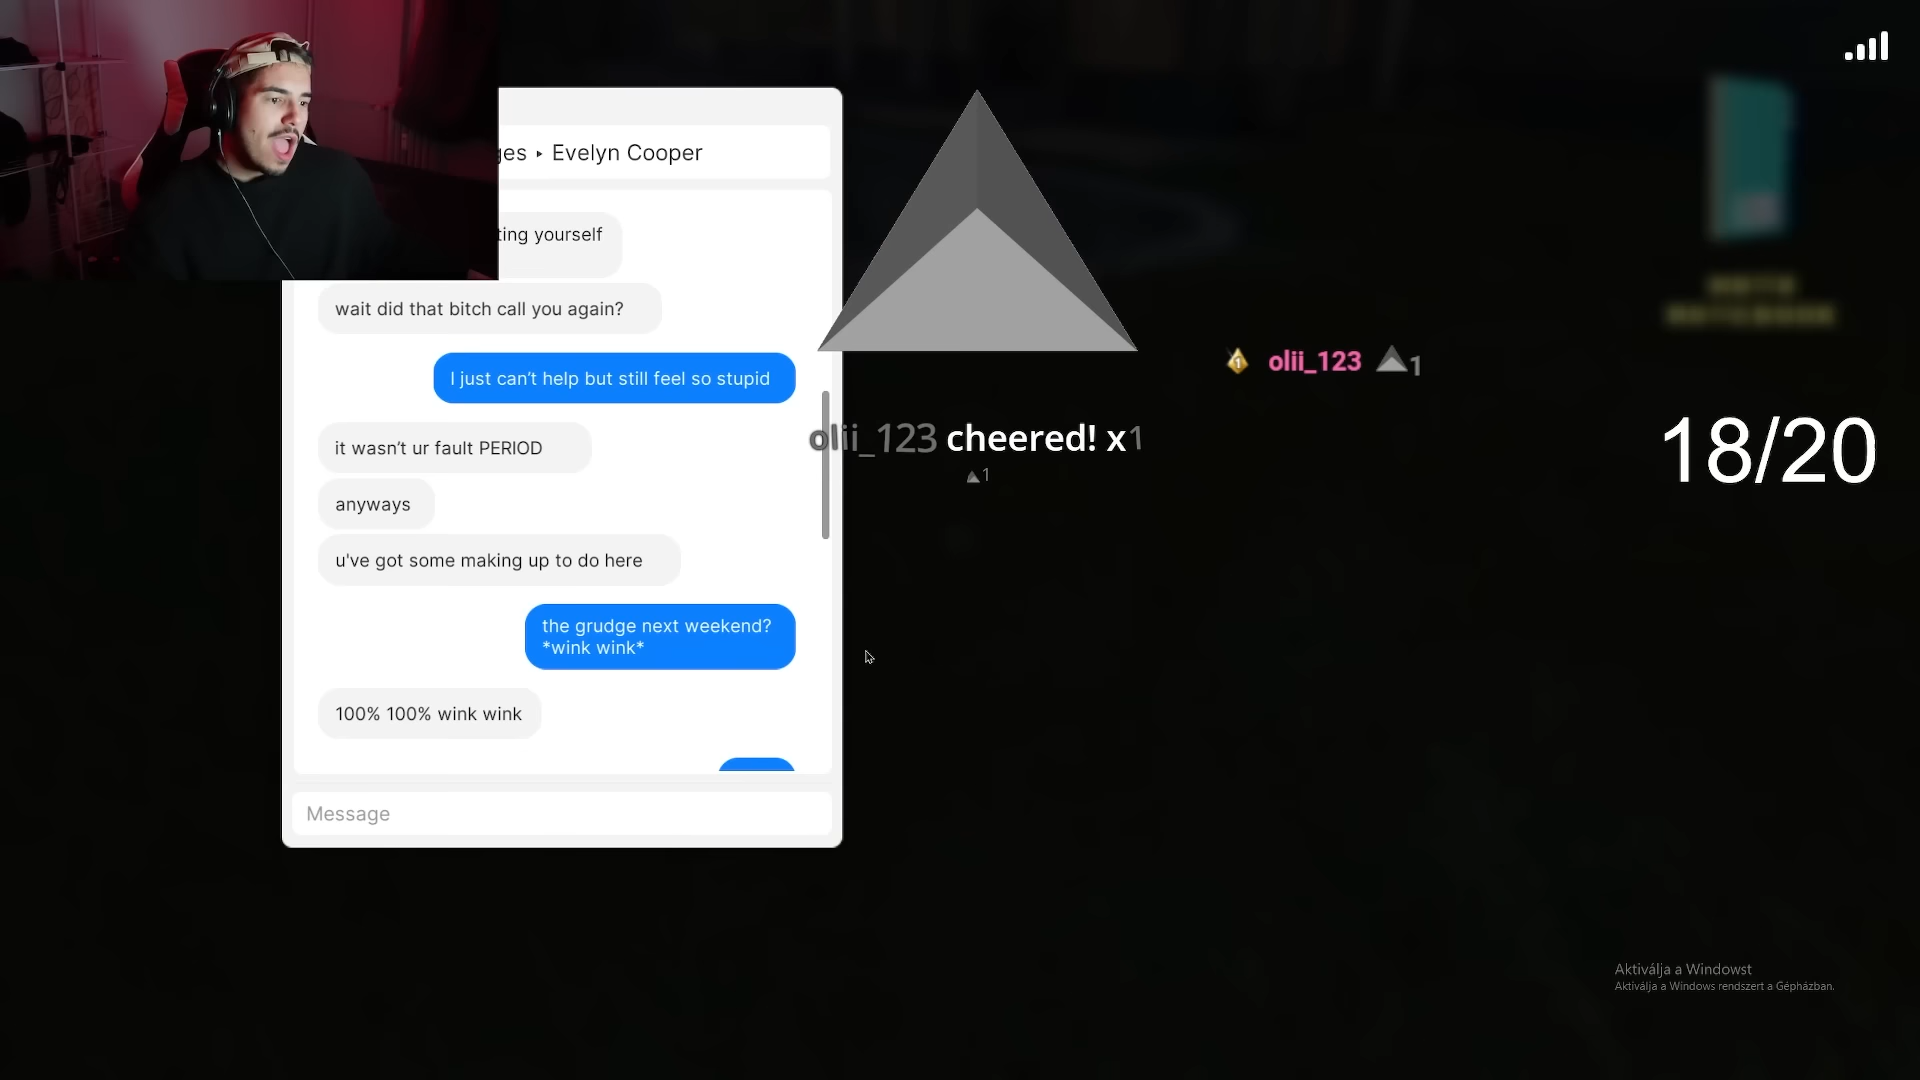 ges ▸ Evelyn Cooper
ting yourself
wait did that bitch call you again?
I just can’t help but still feel so stupid
it wasn’t ur fault PERIOD
anyways
u've got some making up to do here
the grudge next weekend?
*wink wink*
100% 100% wink wink
Message
olii_123 cheered! x1
1
1 olii_123 1
18/20
Aktiválja a Windowst
Aktiválja a Windows rendszert a Gépházban.